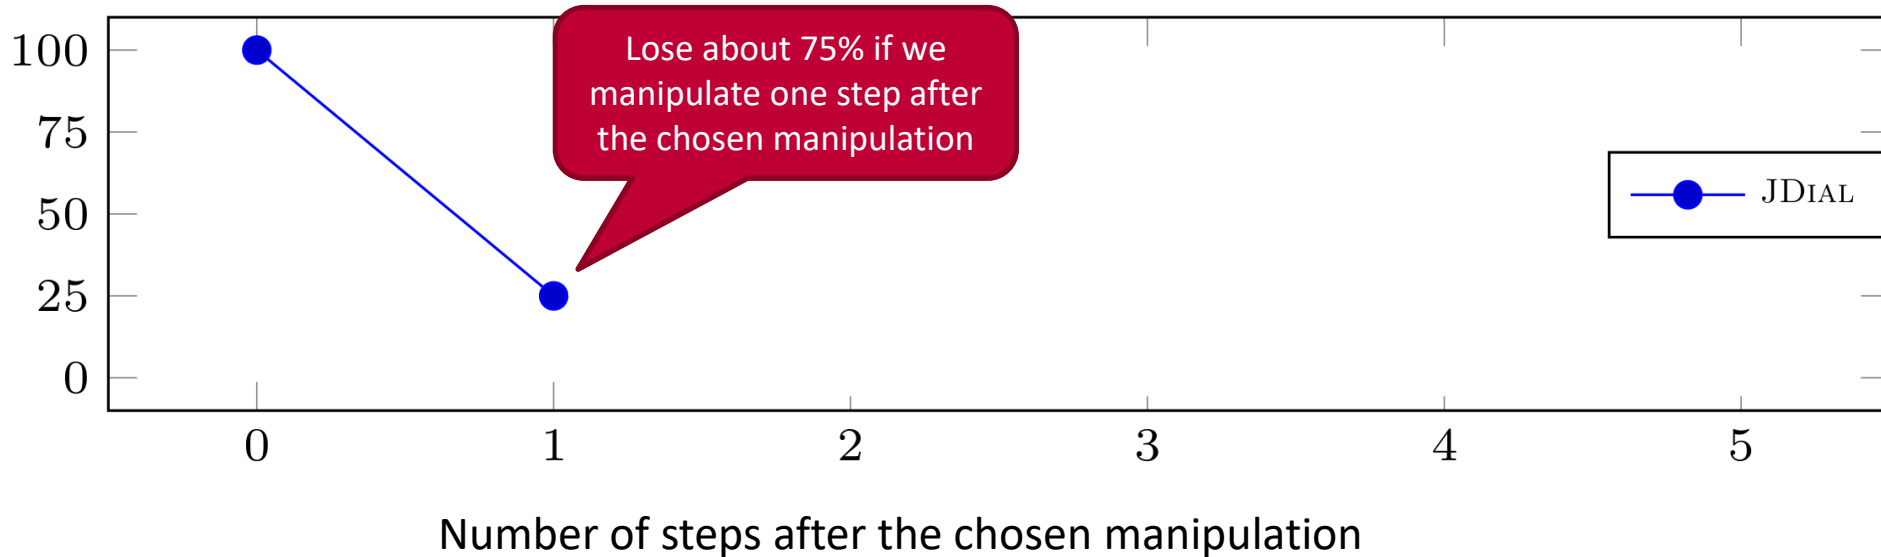 100
75
50
25
0
Lose about 75% if we
manipulate one step after
the chosen manipulation
JDIAL
0 1 2 3 4 5
Number of steps after the chosen manipulation